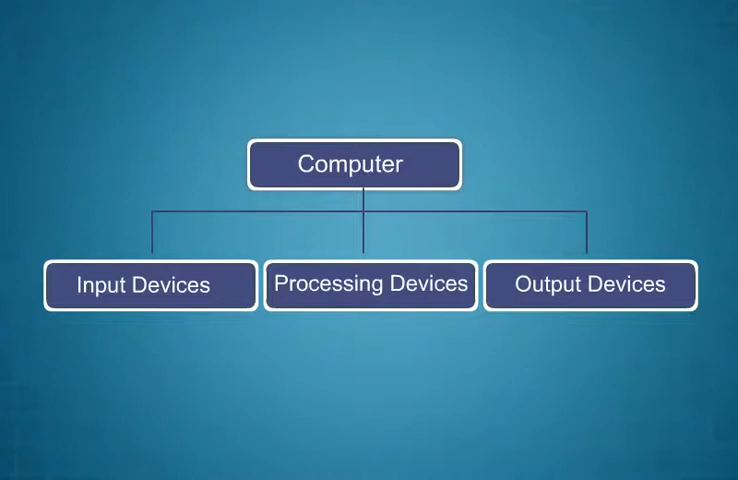 Computer
Input Devices
Processing Devices
Output Devices